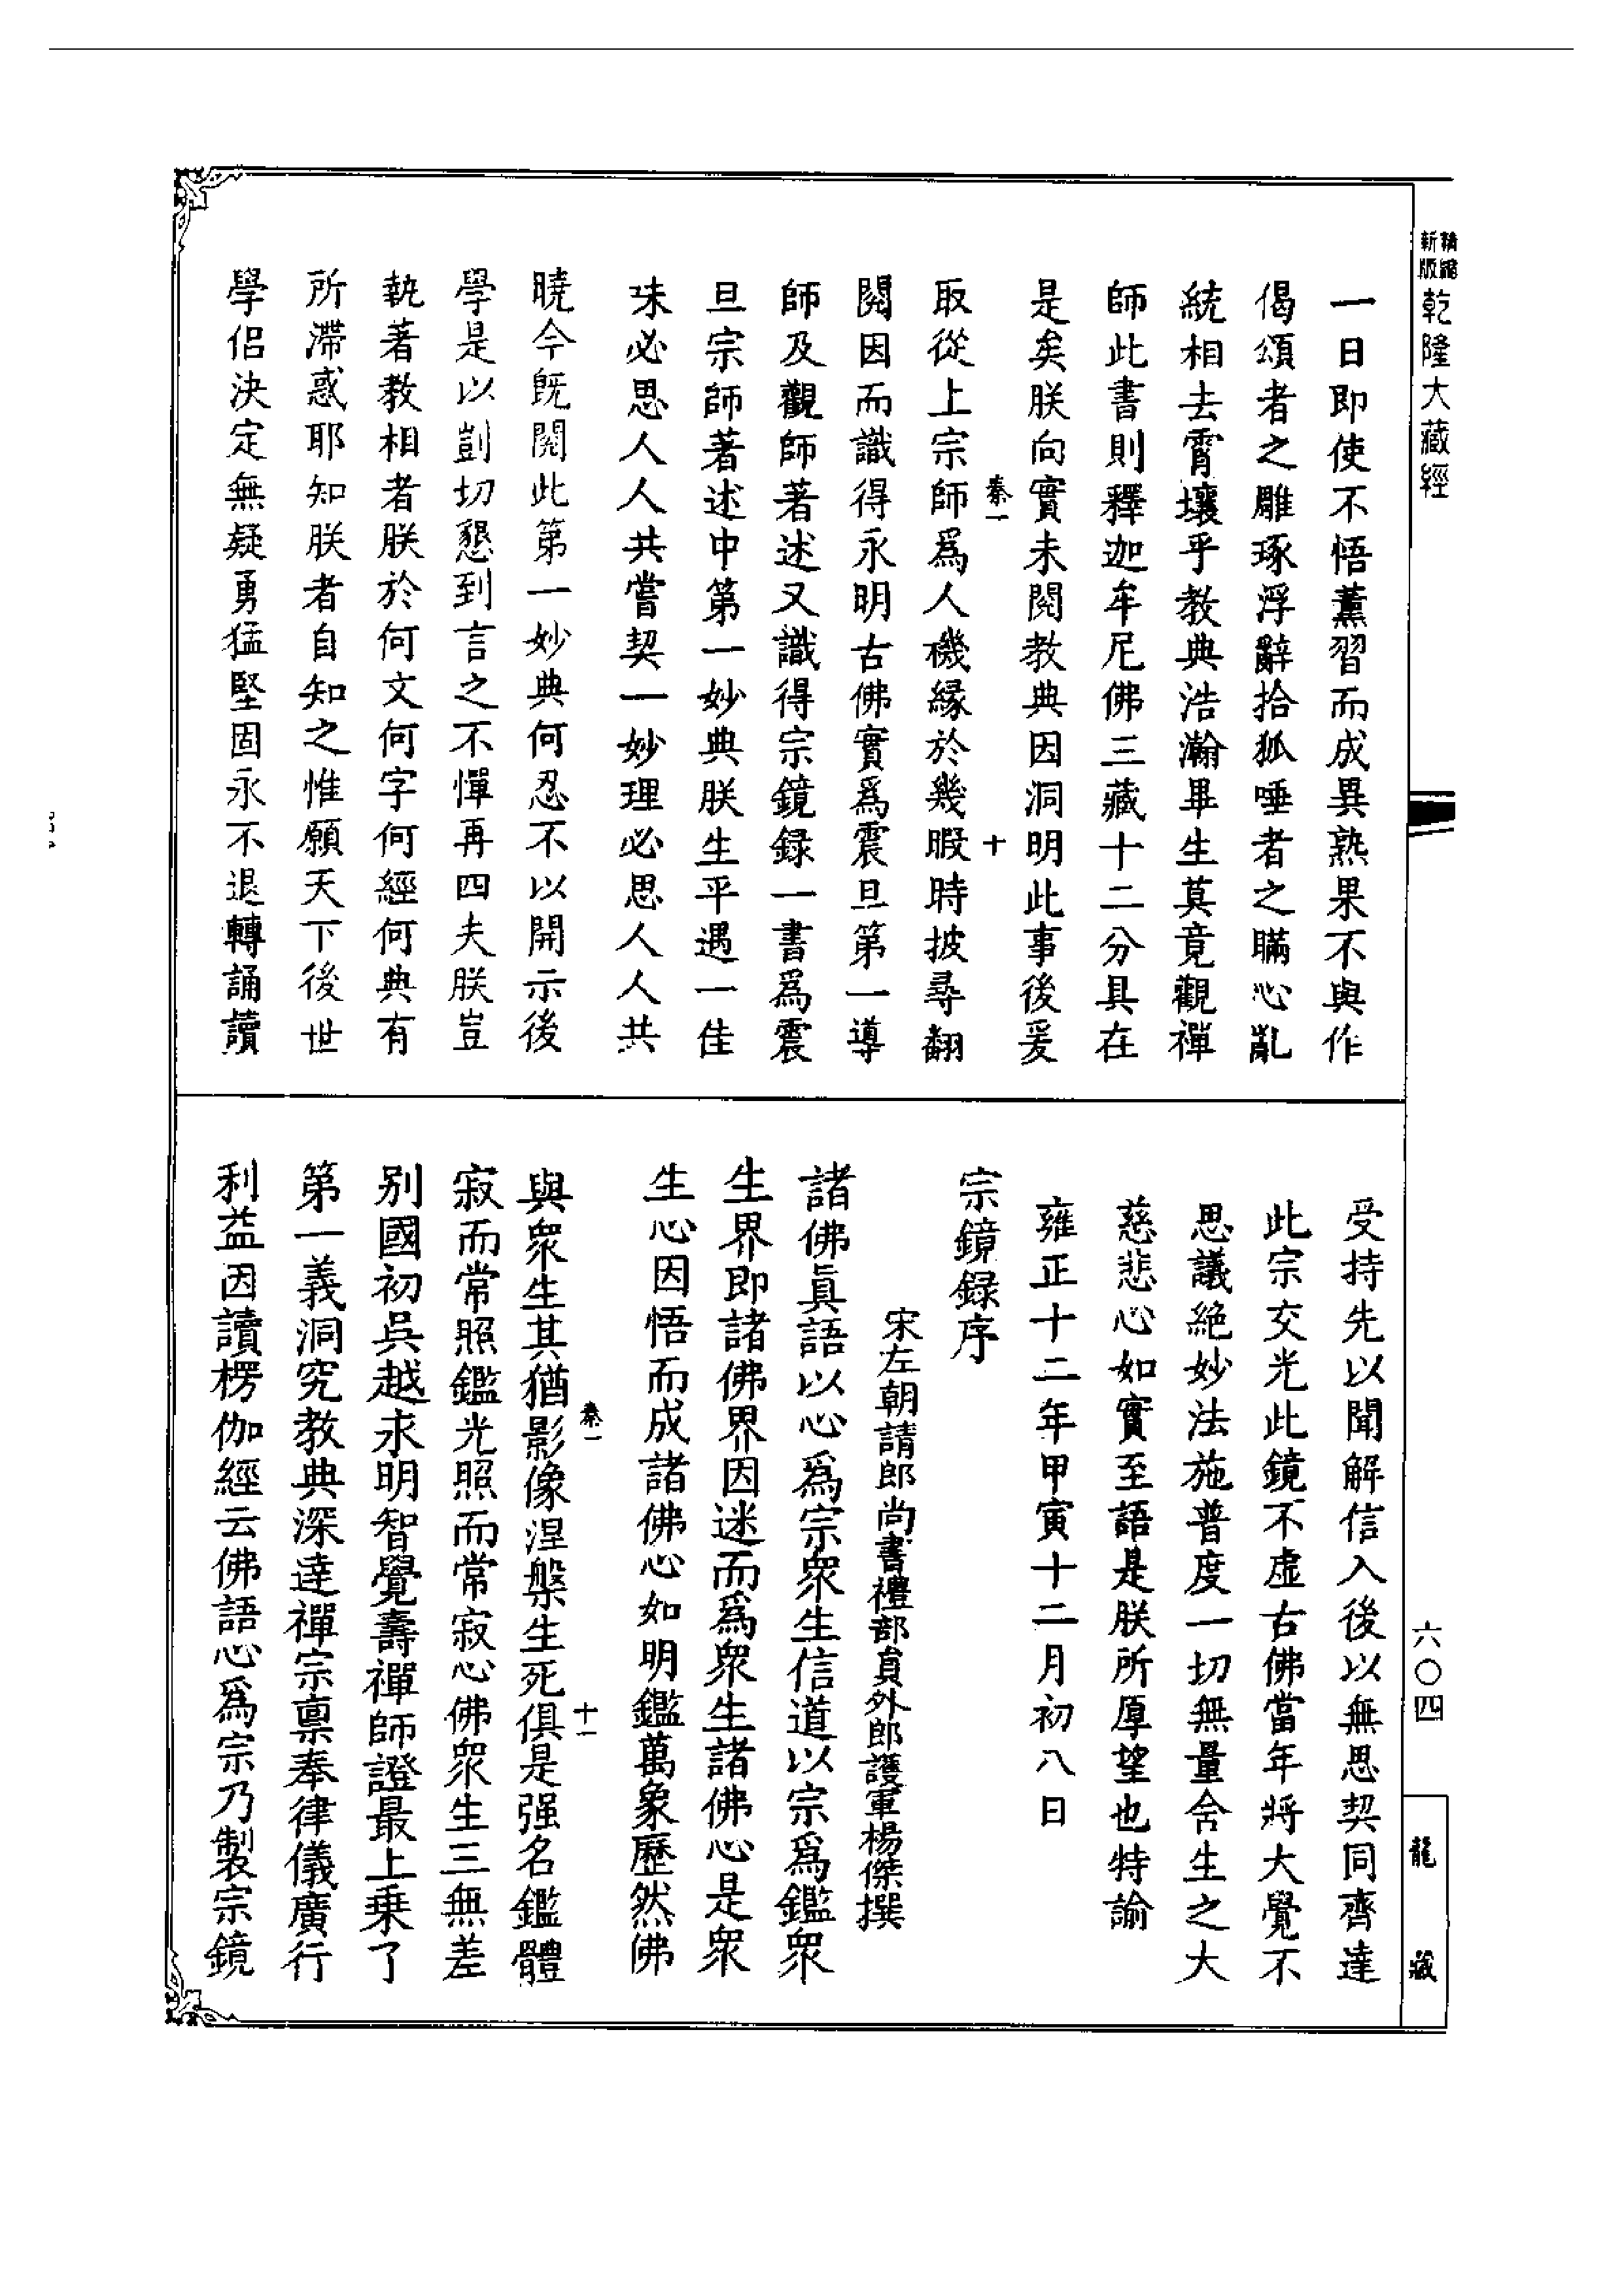 精縮新版乾隆大藏經
一日即使不悟薰習而成異熟果不與作
偈頌者之雕琢浮辭拾狐唾者之瞞心亂
統相去霄壤乎教典浩瀚畢生莫竟觀禪
師此書則釋迦牟尼佛三藏十二分具在
是矣朕向實未閱教典因洞明此事後爰
秦一 十
取從上宗師爲人機緣於幾暇時披尋翻
閱因而識得永明古佛實爲震旦第一導
師及觀師著述又識得宗鏡録一書爲震
旦宗師著述中第一妙典朕生平遇一佳
味必思人人共嘗契一妙理必思人人共
曉今既閱此第一妙典何忍不以開示後
學是以剴切懇到言之不憚再四夫朕豈
執著教相者朕於何文何字何經何典有
所滯惑耶知朕者自知之惟願天下後世
學侶決定無疑勇猛堅固永不退轉誦讀
受持先以聞解信入後以無思契同齊達
此宗交光此鏡不虛古佛當年將大覺不
思議絶妙法施普度一切無量含生之大
慈悲心如實至語是朕所厚望也特諭
雍正十二年甲寅十二月初八日
宗鏡録序
宋左朝請郎尚書禮部員外郎護軍楊傑撰
諸佛眞語以心爲宗衆生信道以宗爲鑑衆
生界即諸佛界因迷而爲衆生諸佛心是衆
生心因悟而成諸佛心如明鑑萬象歷然佛
秦一 十一
與衆生其猶影像涅槃生死俱是强名鑑體
寂而常照鑑光照而常寂心佛衆生三無差
别國初吳越永明智覺壽禪師證最上乘了
第一義洞究教典深達禪宗禀奉律儀廣行
利益因讀楞伽經云佛語心爲宗乃製宗鏡
六〇四
龍藏